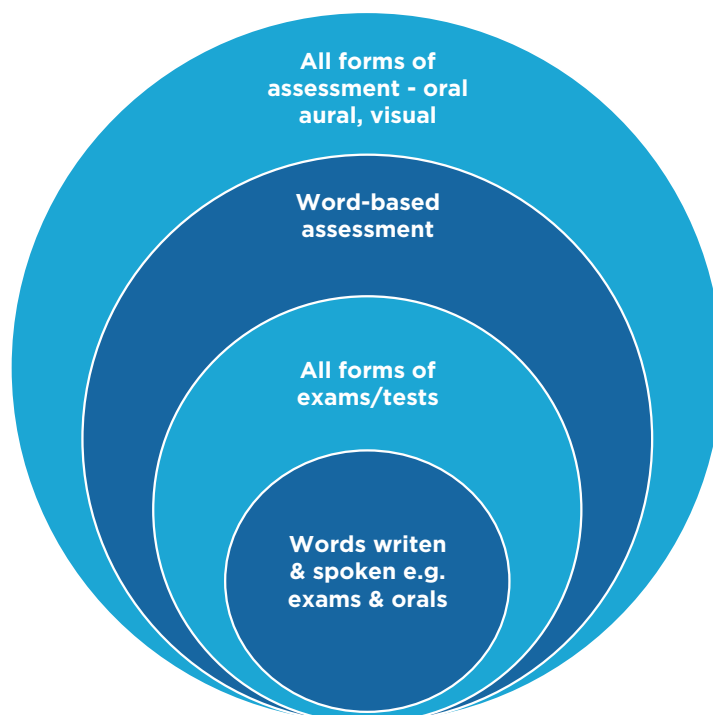 All forms of
assessment - oral
aural, visual
Word-based
assessment
All forms of
exams/tests
Words writen
& spoken e.g.
exams & orals